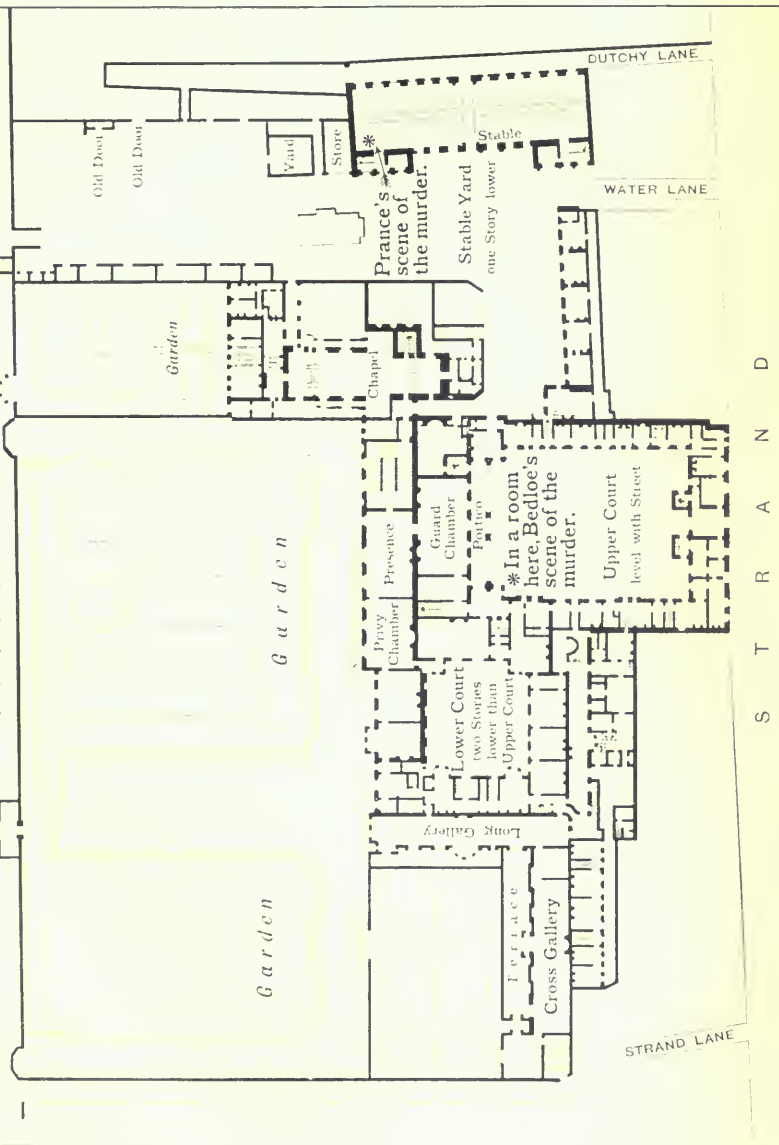 DUTCHY LANE
Old Door
Old Door
Yard
Store
Stable
Prance's
scene of
the murder.
*
Stable Yard
one Story lower
WATER LANE
Garden
Chapel
Garden
Presence
Privy
Chamber
Guard
Chamber
Portico
* In a room
here, Bedloe's
scene of the
murder.
Upper Court
level with Street
Lower Court
two Stories
lower than
Upper Court
Long Gallery
Garden
Terrace
Cross Gallery
STRAND LANE
STRAND